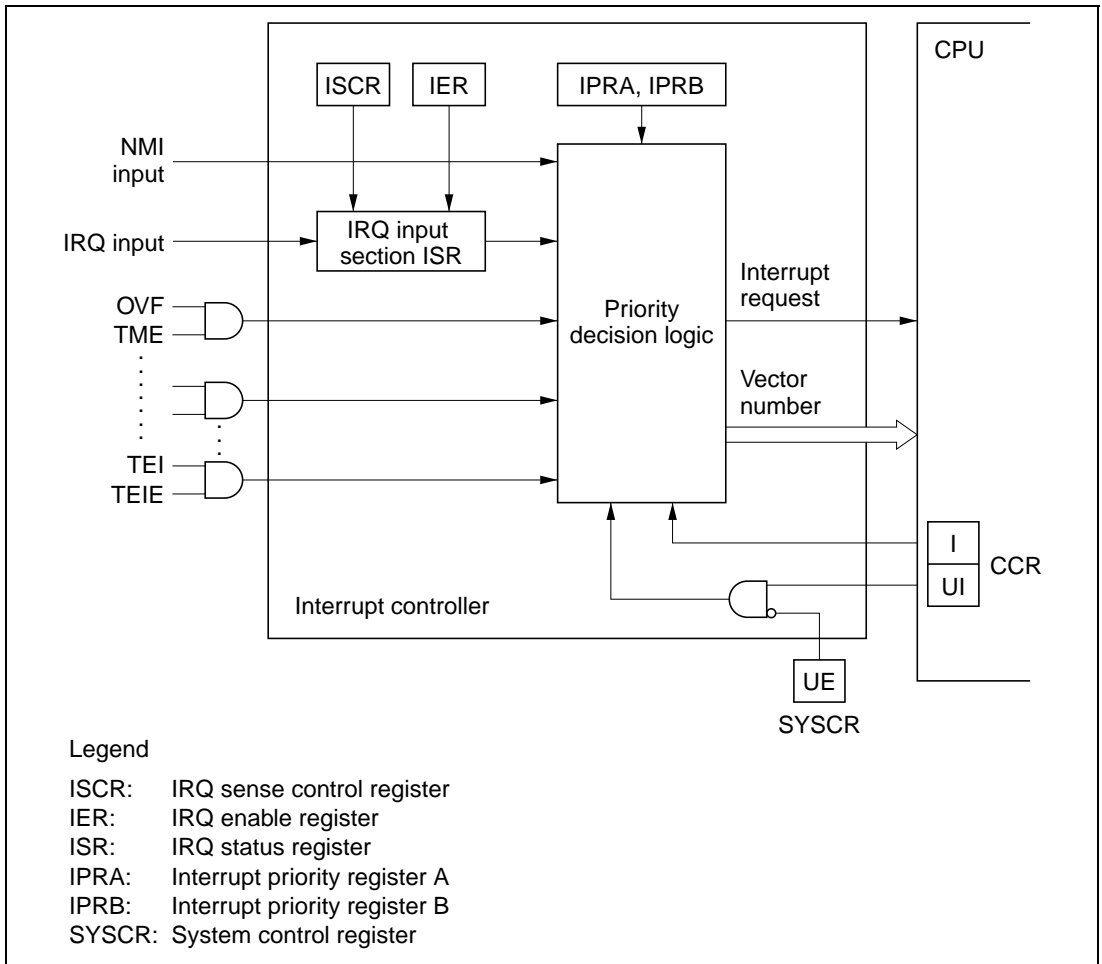 CPU
ISCR
IER
IPRA, IPRB
NMI
input
IRQ input
IRQ input
section ISR
OVF
TME
Priority
decision logic
Interrupt
request
Vector
number
TEI
TEIE
I
UI
CCR
Interrupt controller
UE
SYSCR
Legend
ISCR: IRQ sense control register
IER: IRQ enable register
ISR: IRQ status register
IPRA: Interrupt priority register A
IPRB: Interrupt priority register B
SYSCR: System control register